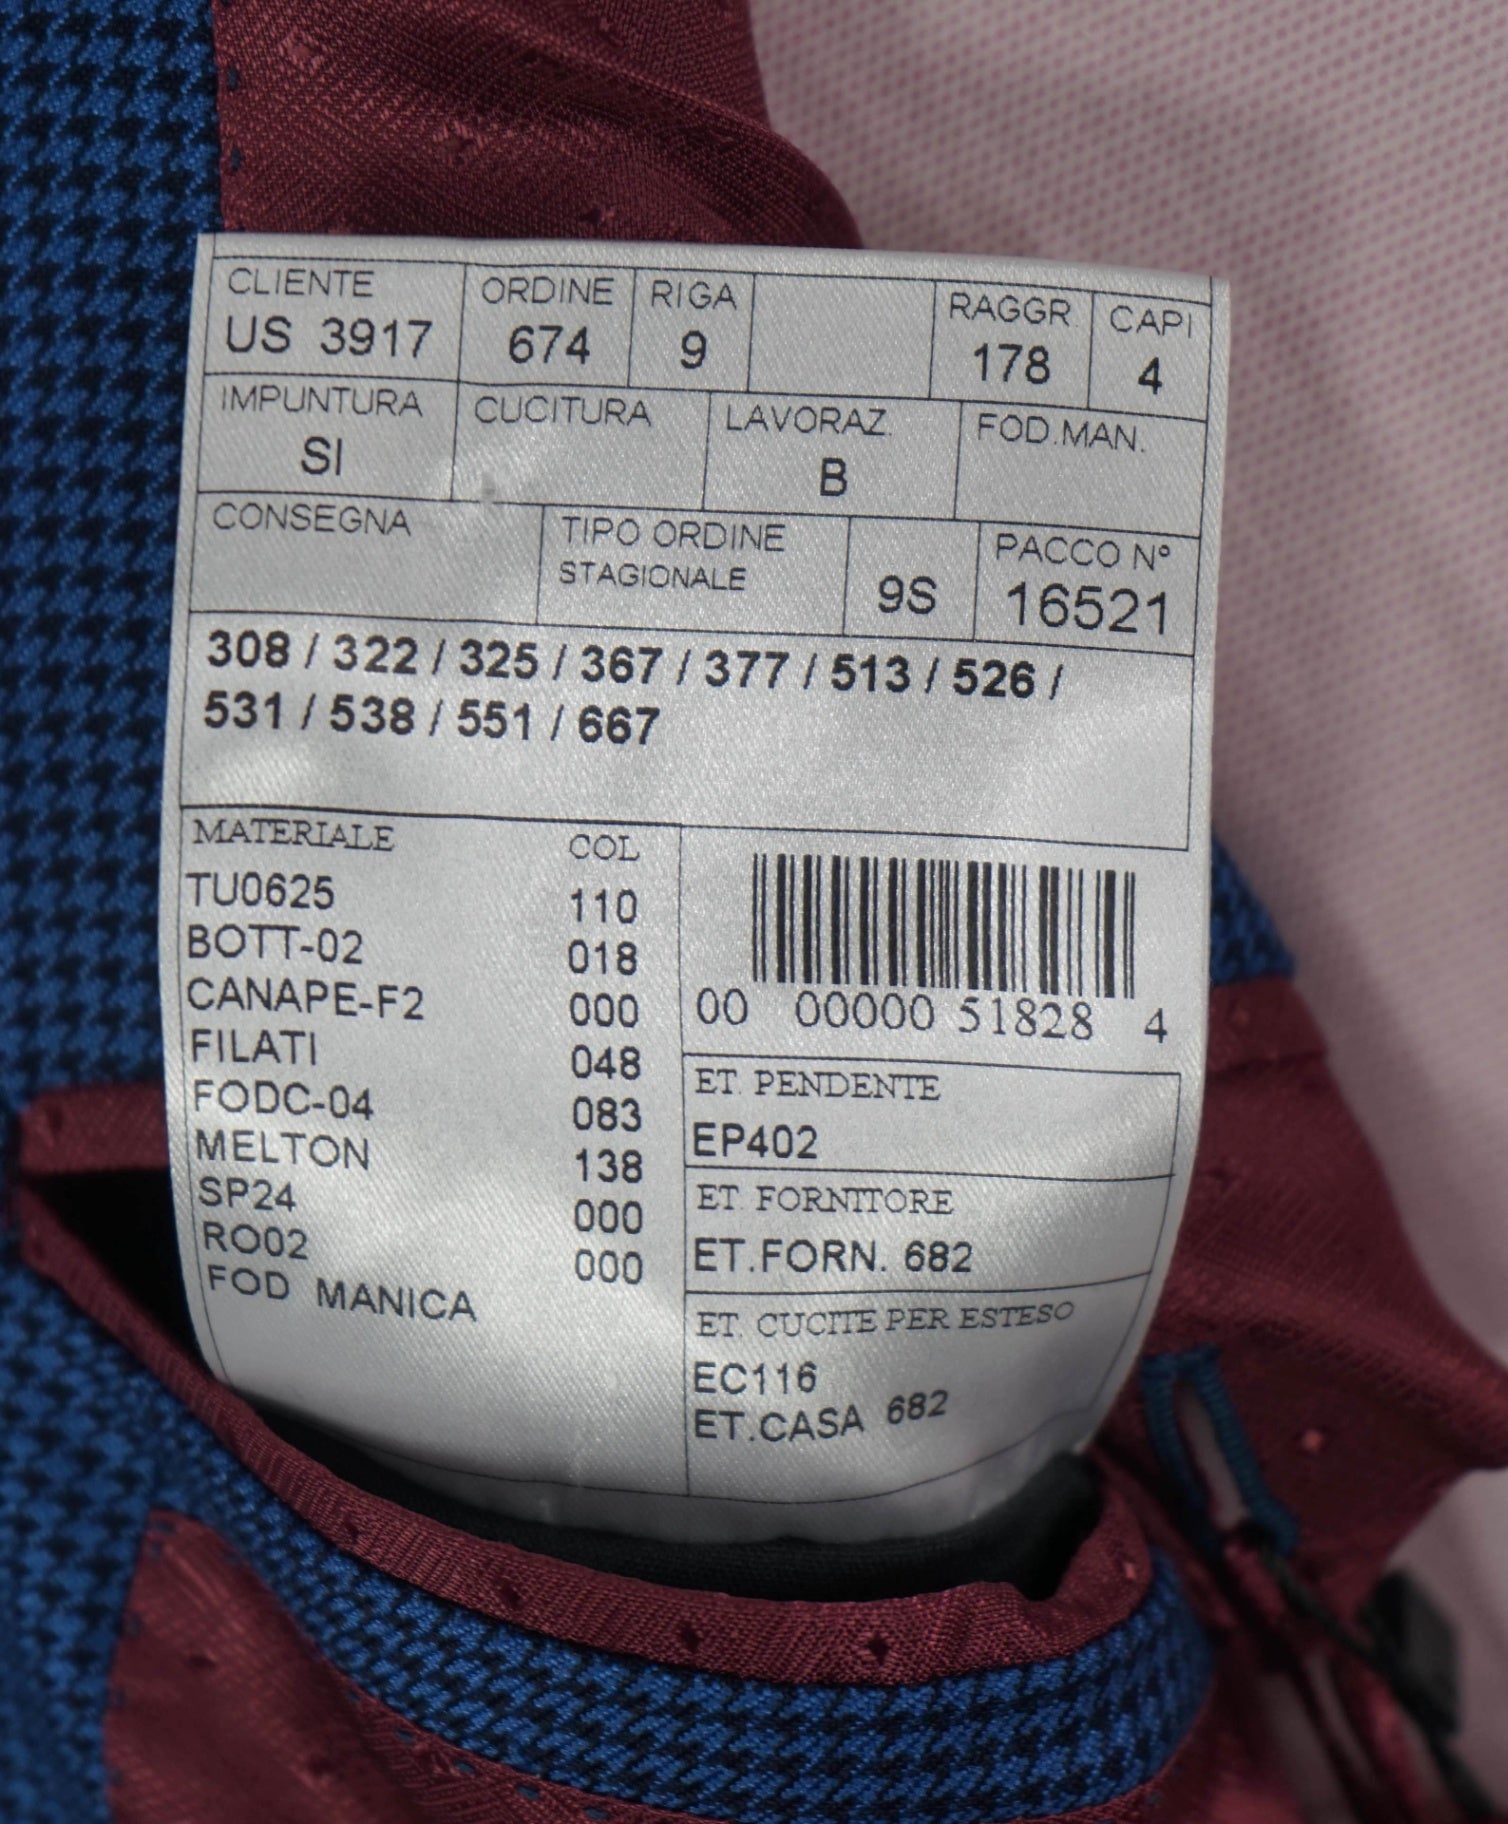 CLIENTE ORDINE RIGA RAGGR. CAPI
US 3917 674 9 178 4
IMPUNTURA CUCITURA LAVORAZ. FOD.MAN.
SI B
CONSEGNA TIPO ORDINE PACCO N°
STAGIONALE 9S 16521
308 / 322 / 325 / 367 / 377 / 513 / 526 /
531 / 538 / 551 / 667
MATERIALE COL
TU0625 110
BOTT-02 018
CANAPE-F2 000
FILATI 048
FODC-04 083
MELTON 138
SP24 000
RO02 000
FOD MANICA
00 00000 51828 4
ET. PENDENTE
EP402
ET. FORNITORE
ET.FORN. 682
ET. CUCITE PER ESTESO
EC116
ET.CASA 682